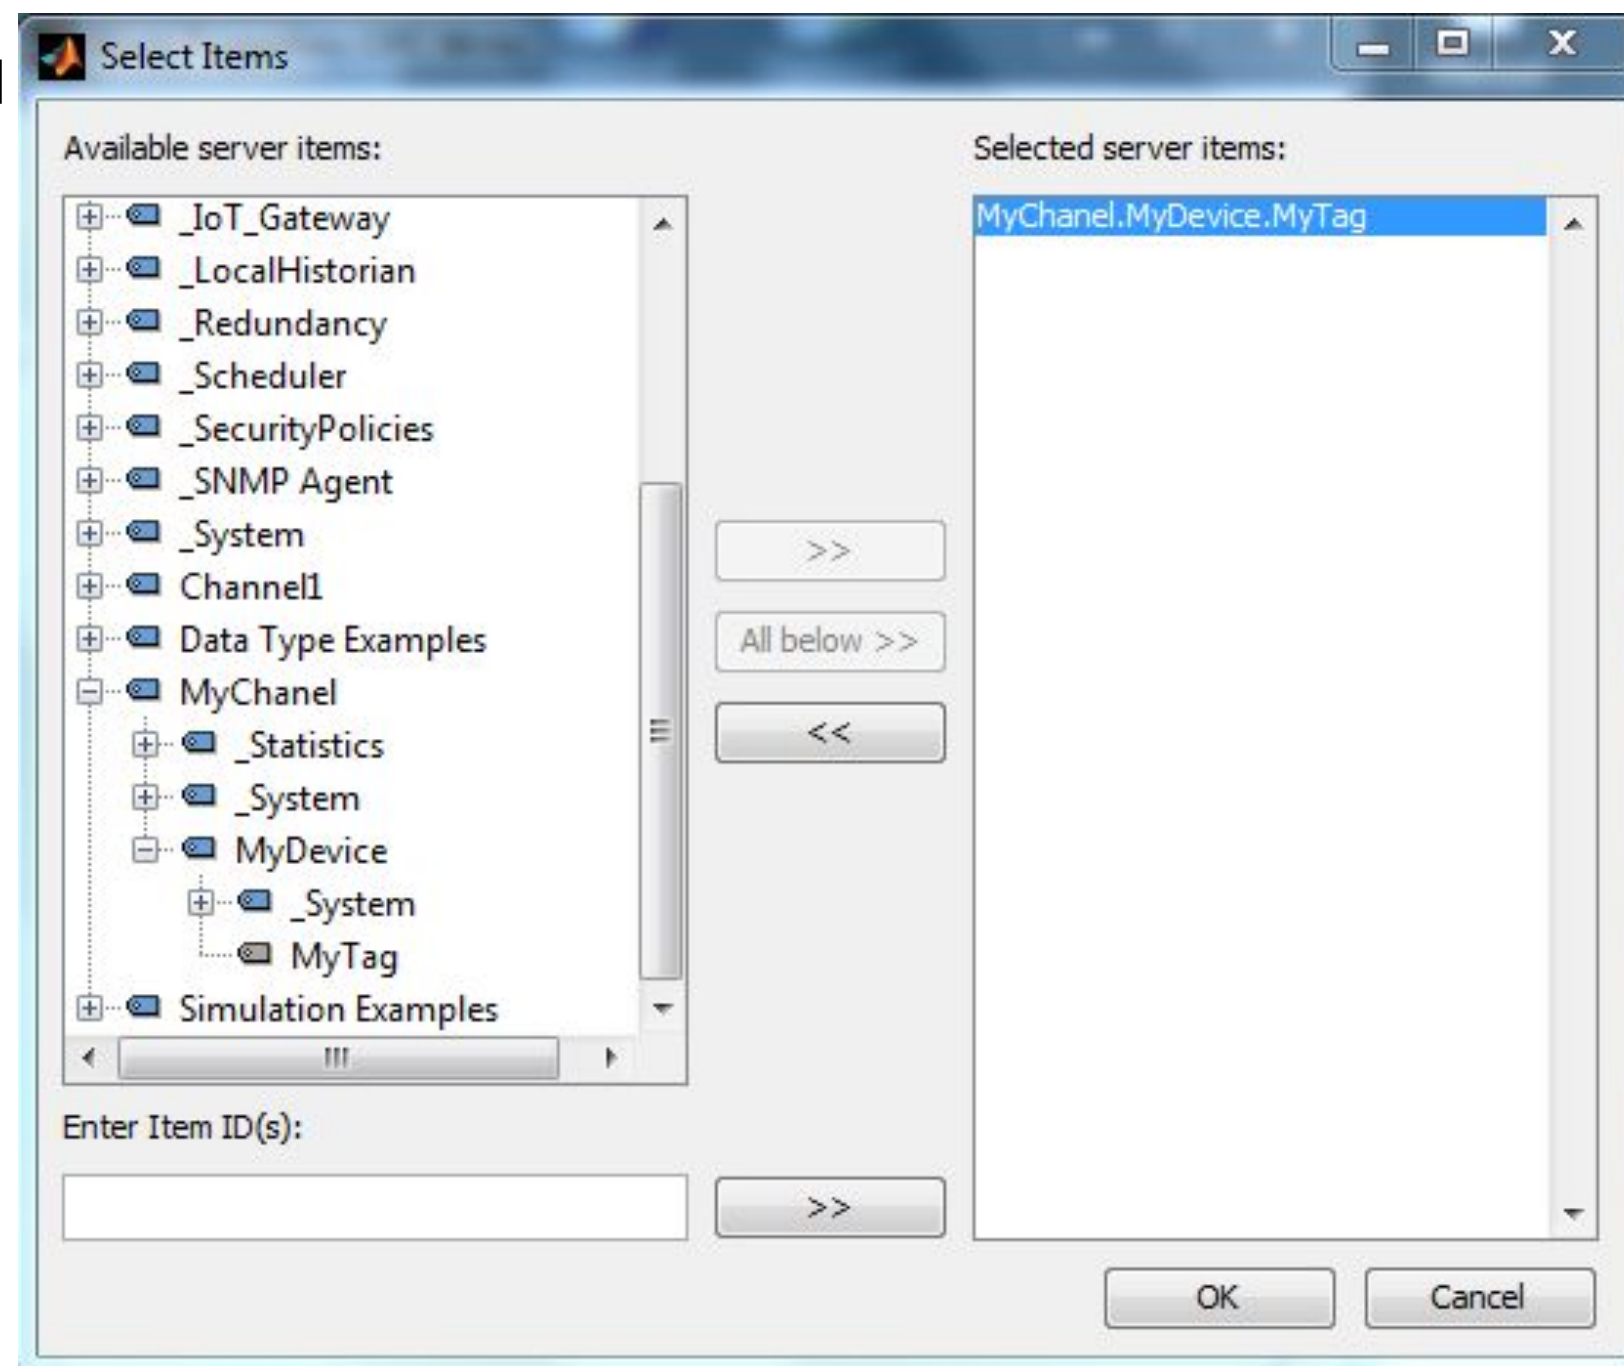 Select Items
Available server items:
_IoT_Gateway
_LocalHistorian
_Redundancy
_Scheduler
_SecurityPolicies
_SNMP Agent
_System
Channel1
Data Type Examples
MyChanel
_Statistics
_System
MyDevice
_System
MyTag
Simulation Examples
Enter Item ID(s):
>>
All below >>
<<
>>
Selected server items:
MyChanel.MyDevice.MyTag
OK
Cancel